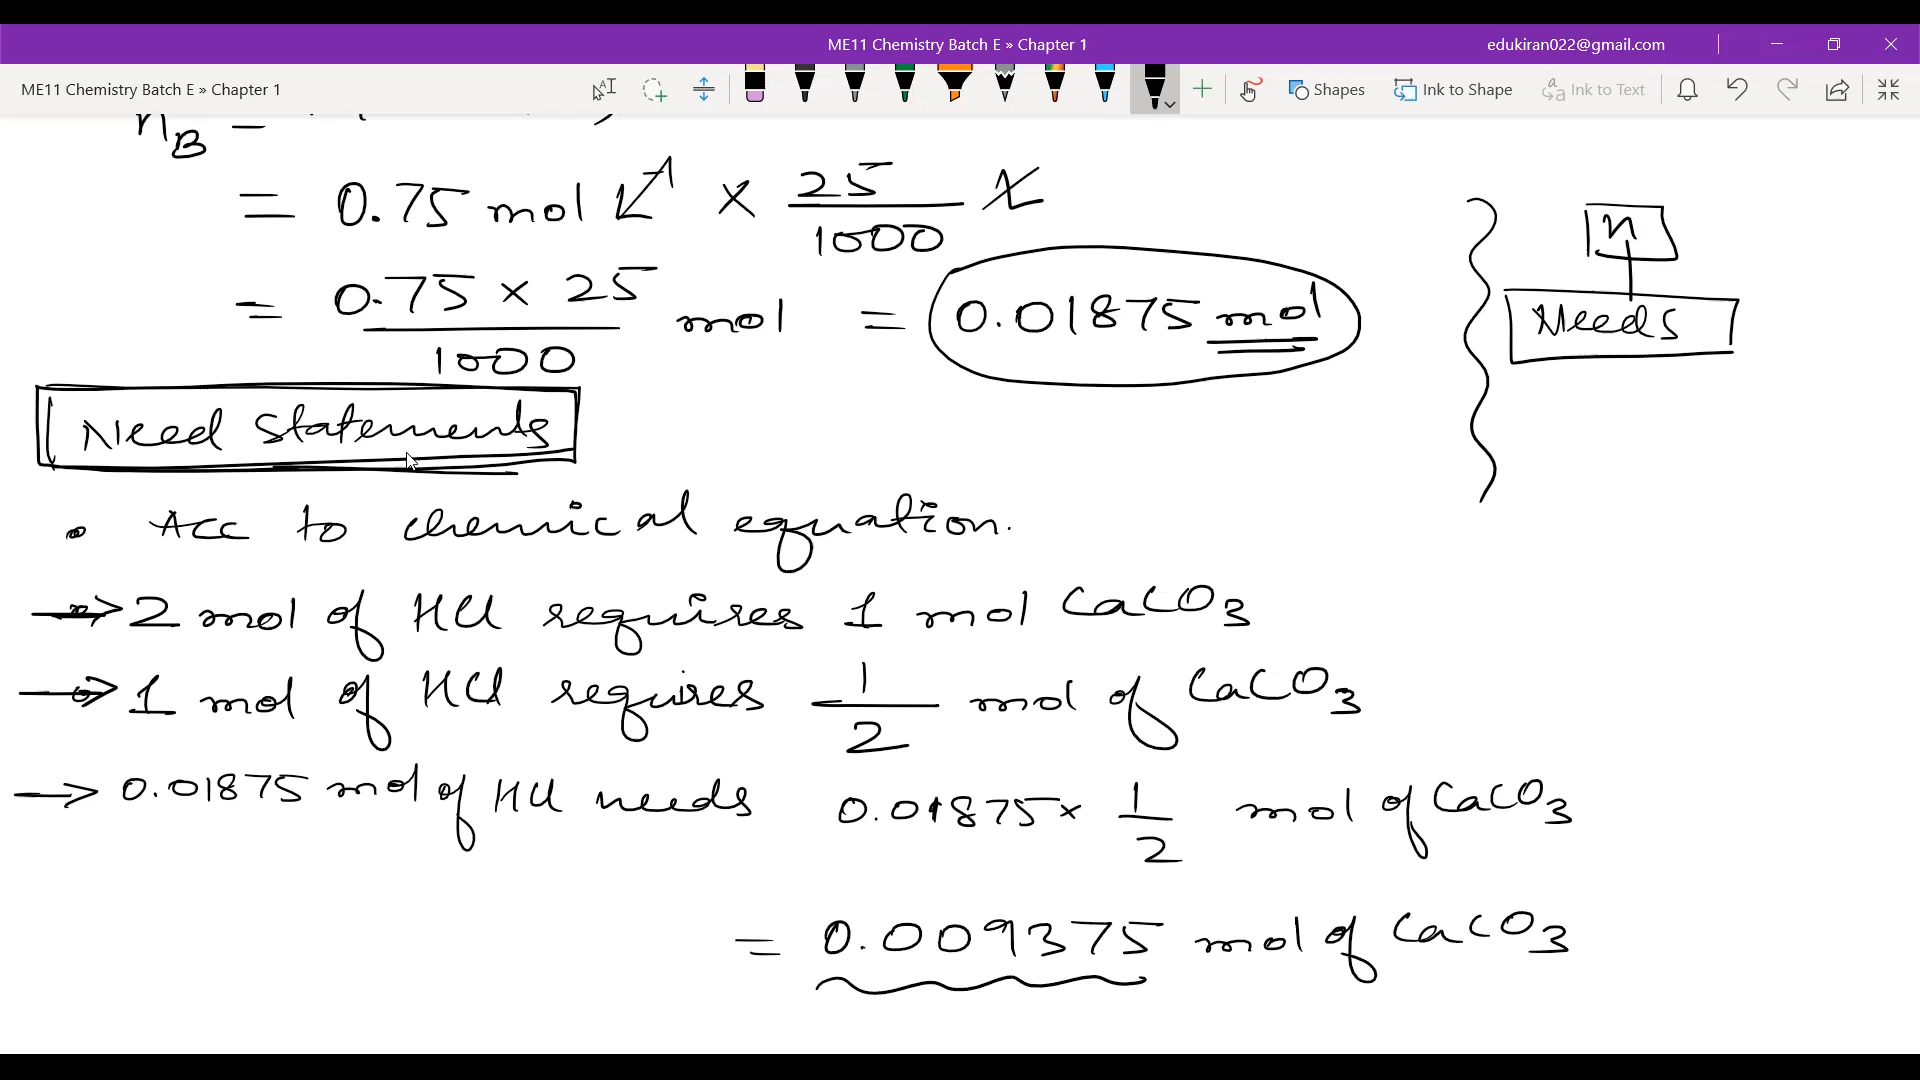 ME11 Chemistry Batch E » Chapter 1
edukiran022@gmail.com
ME11 Chemistry Batch E » Chapter 1
Shapes
Ink to Shape
Ink to Text
n_B =
= 0.75 mol L⁻¹ × 25/1000 L
= 0.75 × 25/1000 mol = 0.01875 mol
n
Needs
Need Statements
• Acc to chemical equation.
→ 2 mol of HCl requires 1 mol CaCO3
→ 1 mol of HCl requires 1/2 mol of CaCO3
→ 0.01875 mol of HCl needs 0.01875 × 1/2 mol of CaCO3
= 0.009375 mol of CaCO3